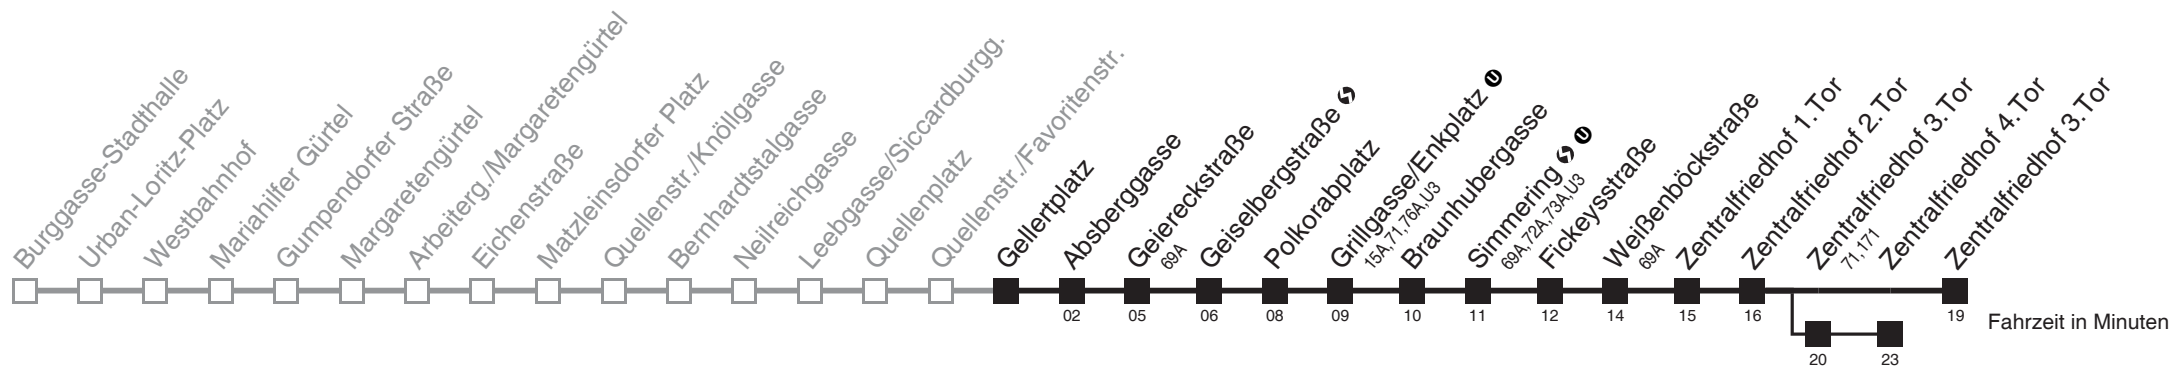 Burggasse-Stadthalle
Urban-Loritz-Platz
Westbahnhof
Mariahilfer Gürtel
Gumpendorfer Straße
Margaretengürtel
Arbeiterg./Margaretengürtel
Eichenstraße
Matzleinsdorfer Platz
Quellenstr./Knöllgasse
Bernhardtstalgasse
Neilreichgasse
Leebgasse/Siccardburgg.
Quellenplatz
Quellenstr./Favoritenstr.
Gellertplatz
Absberggasse
Geiereckstraße
69A
Geiselbergstraße S
Polkorabplatz
Grillgasse/Enkplatz U
15A,71,76A,U3
Braunhubergasse
Simmering S U
69A,72A,73A,U3
Fickeysstraße
Weißenböckstraße
69A
Zentralfriedhof 1.Tor
Zentralfriedhof 2.Tor
Zentralfriedhof 3.Tor
71,171
Zentralfriedhof 4.Tor
Zentralfriedhof 3.Tor
02 05 06 08 09 10 11 12 14 15 16 19
Fahrzeit in Minuten
20 23